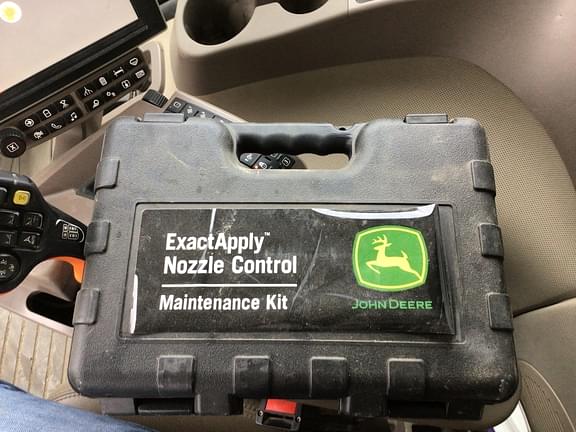 ExactApply™
Nozzle Control
Maintenance Kit
JOHN DEERE